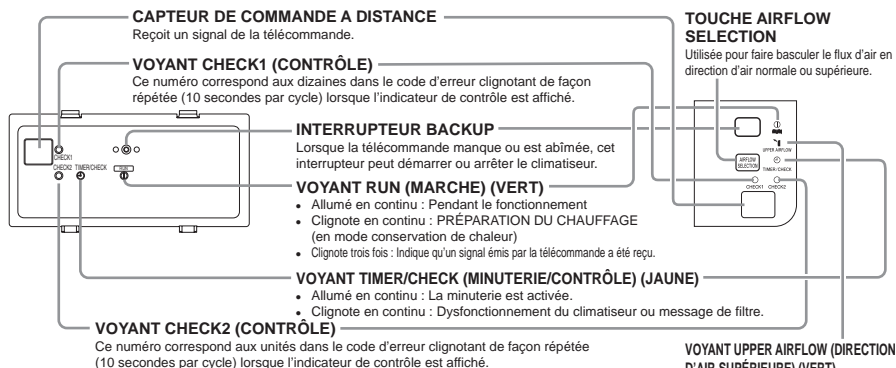 CAPTEUR DE COMMANDE A DISTANCE
Reçoit un signal de la télécommande.
VOYANT CHECK1 (CONTRÔLE)
Ce numéro correspond aux dizaines dans le code d'erreur clignotant de façon
répétée (10 secondes par cycle) lorsque l'indicateur de contrôle est affiché.
INTERRUPTEUR BACKUP
Lorsque la télécommande manque ou est abîmée, cet
interrupteur peut démarrer ou arrêter le climatiseur.
VOYANT RUN (MARCHE) (VERT)
• Allumé en continu : Pendant le fonctionnement
• Clignote en continu : PRÉPARATION DU CHAUFFAGE
(en mode conservation de chaleur)
• Clignote trois fois : Indique qu'un signal émis par la télécommande a été reçu.
VOYANT TIMER/CHECK (MINUTERIE/CONTRÔLE) (JAUNE)
• Allumé en continu : La minuterie est activée.
• Clignote en continu : Dysfonctionnement du climatiseur ou message de filtre.
VOYANT CHECK2 (CONTRÔLE)
Ce numéro correspond aux unités dans le code d'erreur clignotant de façon répétée
(10 secondes par cycle) lorsque l'indicateur de contrôle est affiché.
TOUCHE AIRFLOW
SELECTION
Utilisée pour faire basculer le flux d'air en
direction d'air normale ou supérieure.
VOYANT UPPER AIRFLOW (DIRECTION
D'AIR SUPÉRIEURE) (VERT)
CHECK1
CHECK2 TIMER/CHECK
RUN
UPPER AIRFLOW
AIRFLOW
SELECTION
TIMER/CHECK
CHECK1 CHECK2